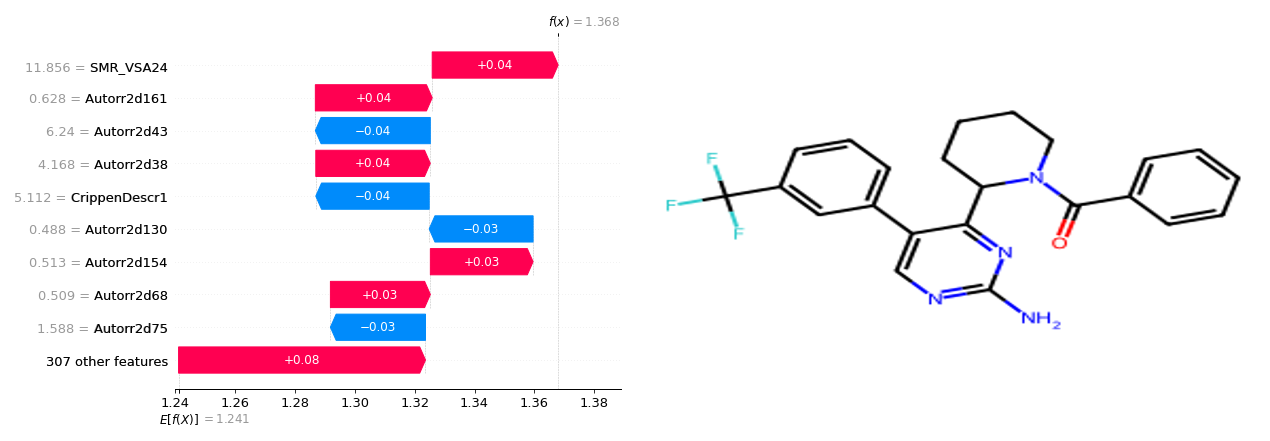 f(x) = 1.368
11.856 = SMR_VSA24
+0.04
0.628 = Autorr2d161
+0.04
6.24 = Autorr2d43
−0.04
4.168 = Autorr2d38
+0.04
5.112 = CrippenDescr1
−0.04
0.488 = Autorr2d130
−0.03
0.513 = Autorr2d154
+0.03
0.509 = Autorr2d68
+0.03
1.588 = Autorr2d75
−0.03
307 other features
+0.08
1.24 1.26 1.28 1.30 1.32 1.34 1.36 1.38
E[f(X)] = 1.241
F
F
F
N
O
N
N
NH2